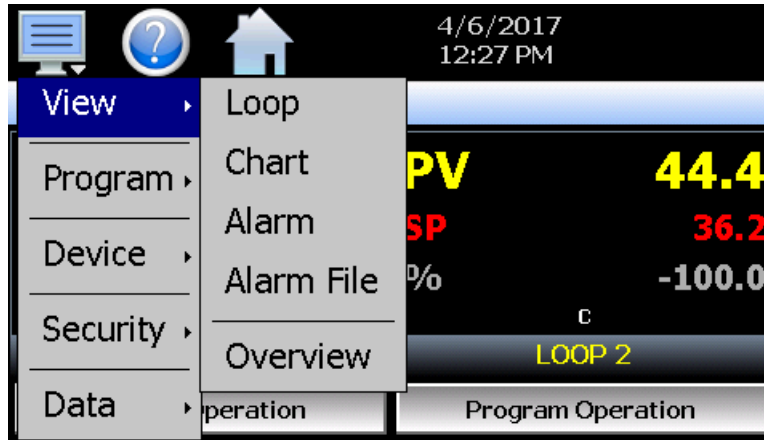 4/6/2017
12:27 PM
View
Program
Device
Security
Data
Loop
Chart
Alarm
Alarm File
Overview
PV 44.4
SP 36.2
% -100.0
C
LOOP 2
Operation
Program Operation